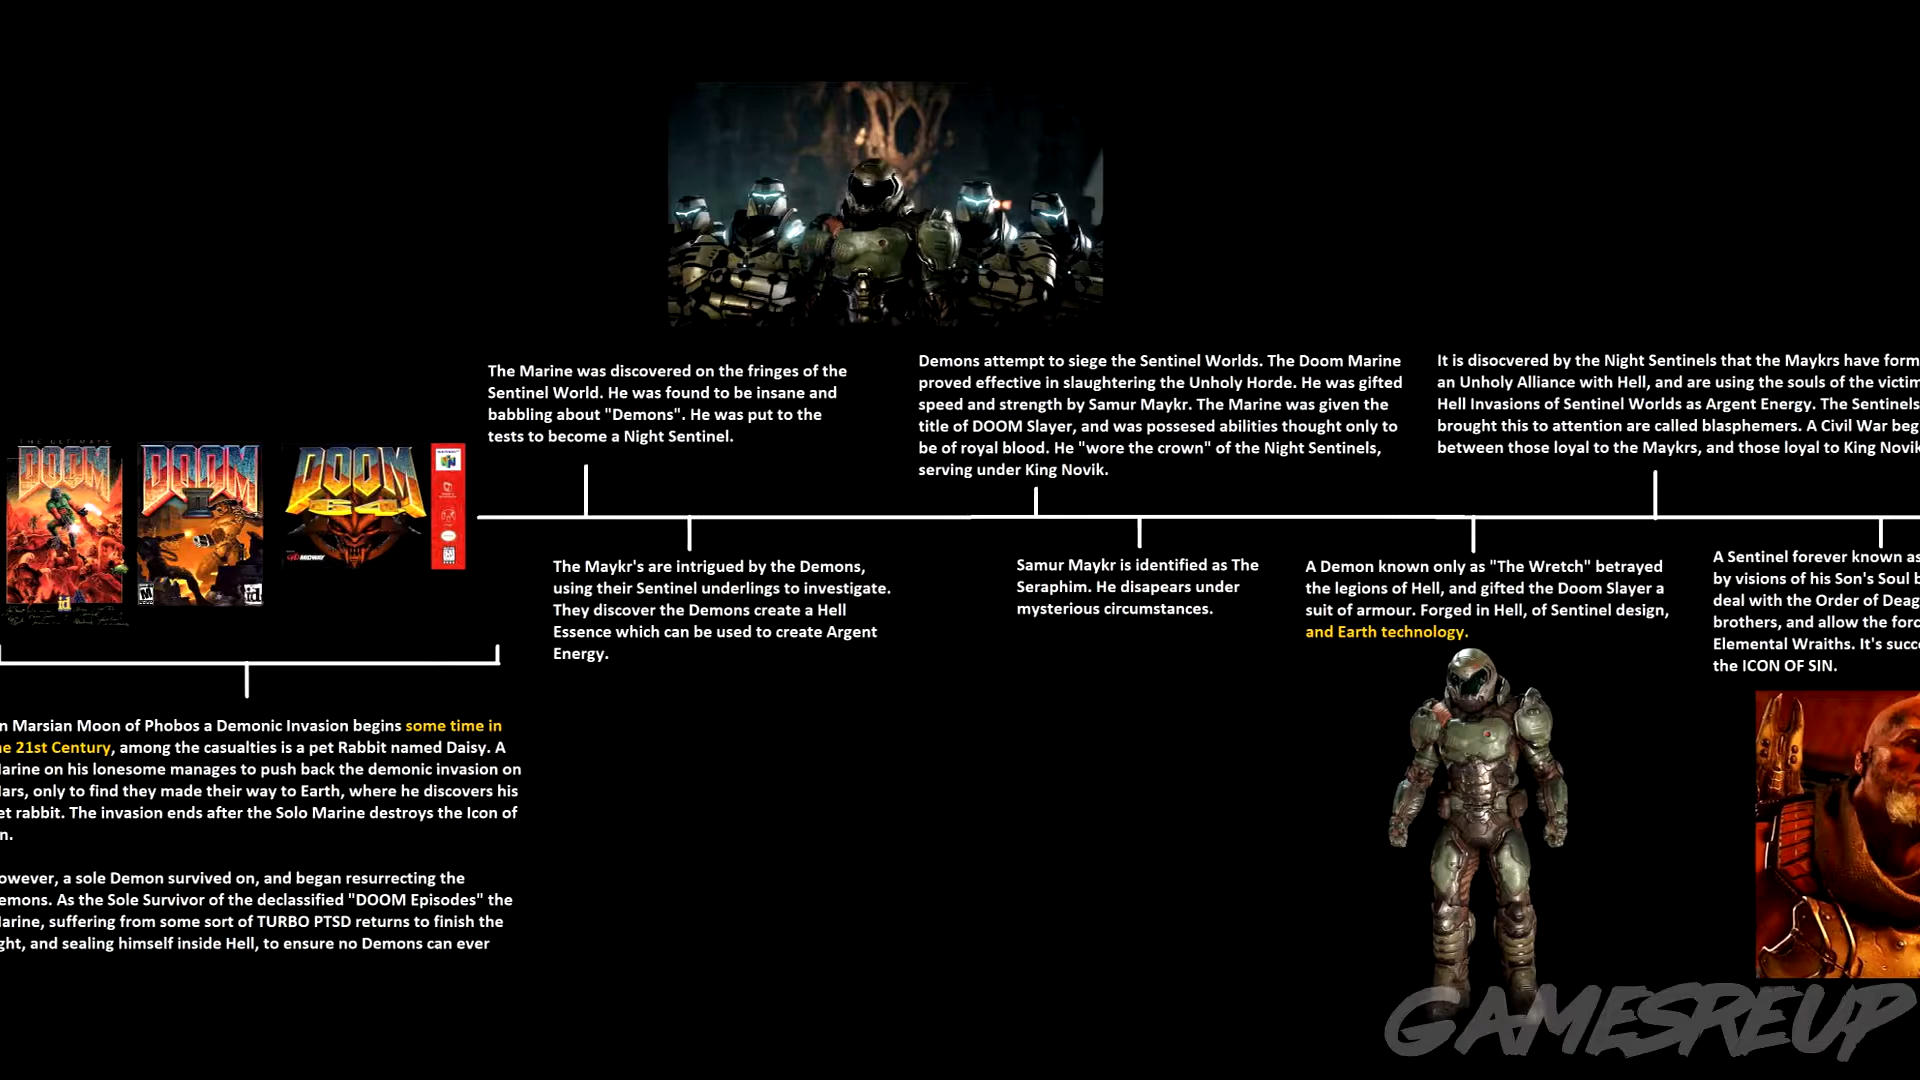 The Marine was discovered on the fringes of the
Sentinel World. He was found to be insane and
babbling about "Demons". He was put to the
tests to become a Night Sentinel.
Demons attempt to siege the Sentinel Worlds. The Doom Marine
proved effective in slaughtering the Unholy Horde. He was gifted
speed and strength by Samur Maykr. The Marine was given the
title of DOOM Slayer, and was possesed abilities thought only to
be of royal blood. He "wore the crown" of the Night Sentinels,
serving under King Novik.
It is disocvered by the Night Sentinels that the Maykrs have form
an Unholy Alliance with Hell, and are using the souls of the victim
Hell Invasions of Sentinel Worlds as Argent Energy. The Sentinels
brought this to attention are called blasphemers. A Civil War beg
between those loyal to the Maykrs, and those loyal to King Novik
THE ULTIMATE
DOOM
id
DOOM
II
id
DOOM
64
MIDWAY
The Maykr's are intrigued by the Demons,
using their Sentinel underlings to investigate.
They discover the Demons create a Hell
Essence which can be used to create Argent
Energy.
Samur Maykr is identified as The
Seraphim. He disapears under
mysterious circumstances.
A Demon known only as "The Wretch" betrayed
the legions of Hell, and gifted the Doom Slayer a
suit of armour. Forged in Hell, of Sentinel design,
and Earth technology.
A Sentinel forever known as
by visions of his Son's Soul b
deal with the Order of Deag
brothers, and allow the forc
Elemental Wraiths. It's succe
the ICON OF SIN.
n Marsian Moon of Phobos a Demonic Invasion begins some time in
e 21st Century, among the casualties is a pet Rabbit named Daisy. A
arine on his lonesome manages to push back the demonic invasion on
ars, only to find they made their way to Earth, where he discovers his
et rabbit. The invasion ends after the Solo Marine destroys the Icon of
n.
owever, a sole Demon survived on, and began resurrecting the
emons. As the Sole Survivor of the declassified "DOOM Episodes" the
arine, suffering from some sort of TURBO PTSD returns to finish the
ght, and sealing himself inside Hell, to ensure no Demons can ever
GAMESREUP